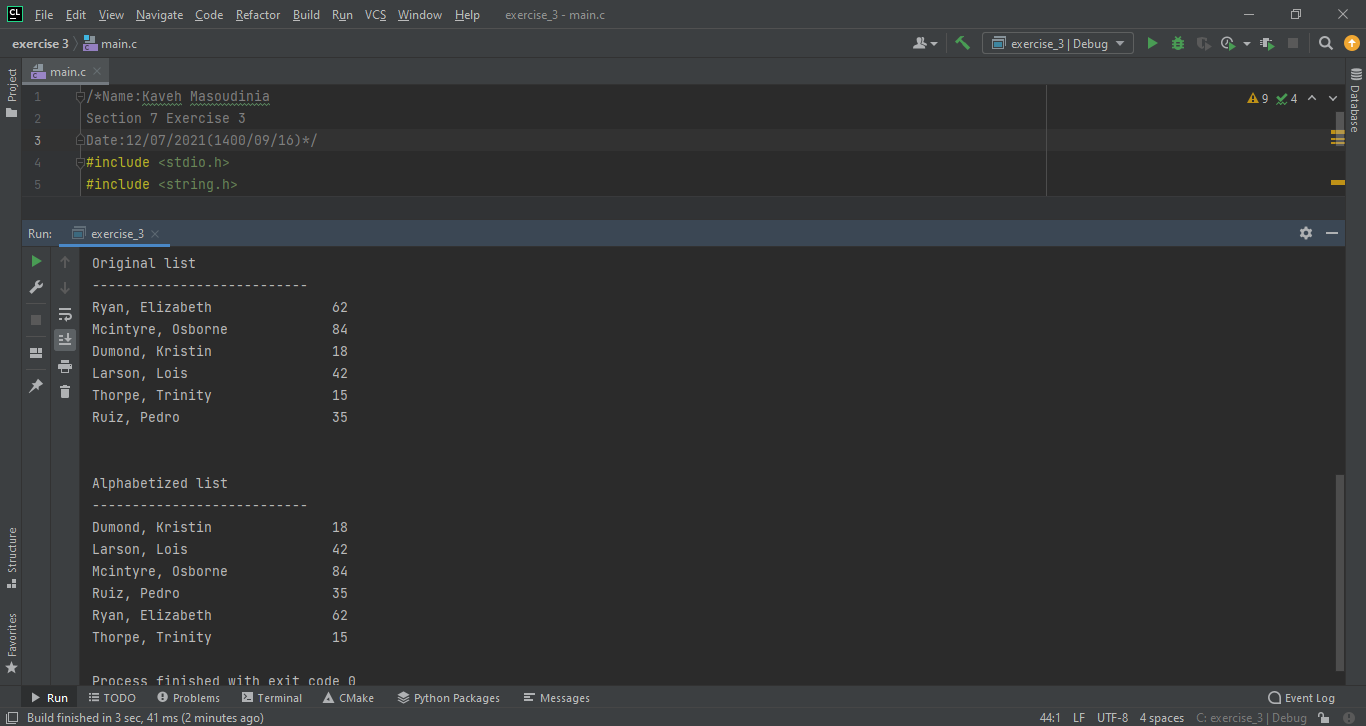 CL File Edit View Navigate Code Refactor Build Run VCS Window Help exercise_3 - main.c
exercise 3 main.c exercise_3 | Debug
main.c
Project
Database
1 /*Name:Kaveh Masoudinia
9 4
2 Section 7 Exercise 3
3 Date:12/07/2021(1400/09/16)*/
4 #include <stdio.h>
5 #include <string.h>
Run: exercise_3
Original list
---------------------------
Ryan, Elizabeth 62
Mcintyre, Osborne 84
Dumond, Kristin 18
Larson, Lois 42
Thorpe, Trinity 15
Ruiz, Pedro 35
Alphabetized list
---------------------------
Dumond, Kristin 18
Larson, Lois 42
Mcintyre, Osborne 84
Ruiz, Pedro 35
Ryan, Elizabeth 62
Thorpe, Trinity 15
Process finished with exit code 0
Structure
Favorites
Run TODO Problems Terminal CMake Python Packages Messages Event Log
Build finished in 3 sec, 41 ms (2 minutes ago) 44:1 LF UTF-8 4 spaces C: exercise_3 | Debug